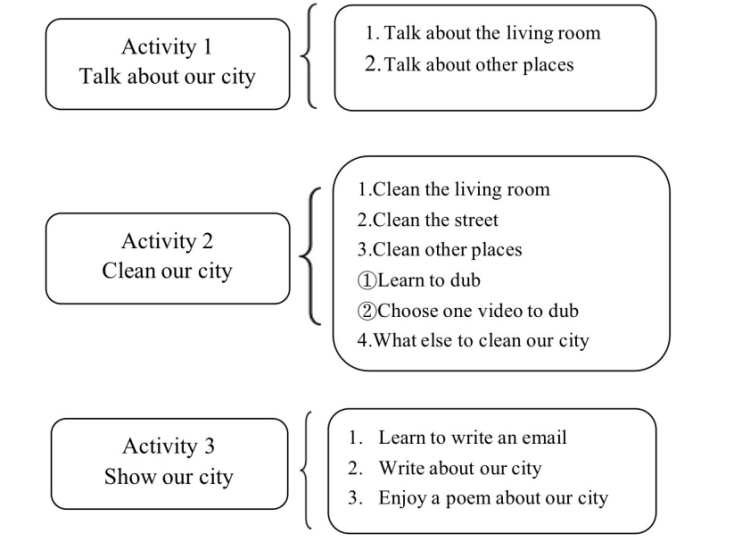 Activity 1
Talk about our city
1. Talk about the living room
2.Talk about other places
Activity 2
Clean our city
1.Clean the living room
2.Clean the street
3.Clean other places
①Learn to dub
②Choose one video to dub
4.What else to clean our city
Activity 3
Show our city
1. Learn to write an email
2. Write about our city
3. Enjoy a poem about our city